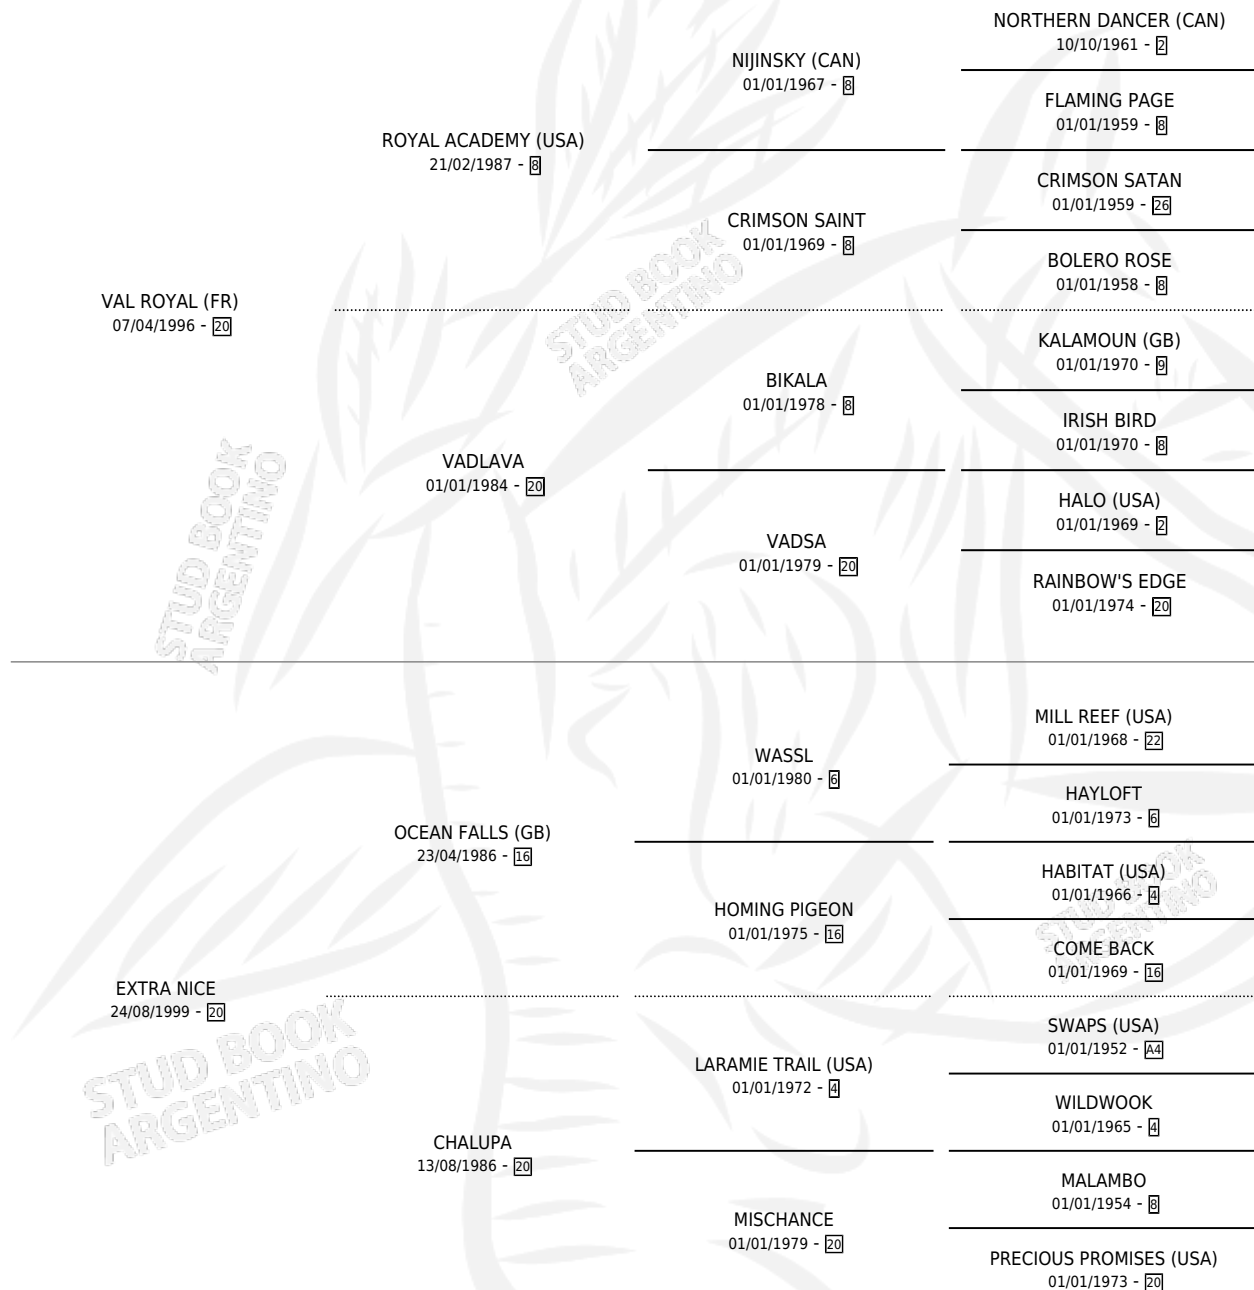 NORTHERN DANCER (CAN)
10/10/1961 - 2
NIJINSKY (CAN)
01/01/1967 - 8
FLAMING PAGE
01/01/1959 - 8
ROYAL ACADEMY (USA)
21/02/1987 - 8
CRIMSON SATAN
01/01/1959 - 26
CRIMSON SAINT
01/01/1969 - 8
BOLERO ROSE
01/01/1958 - 8
VAL ROYAL (FR)
07/04/1996 - 20
KALAMOUN (GB)
01/01/1970 - 9
BIKALA
01/01/1978 - 8
IRISH BIRD
01/01/1970 - 8
VADLAVA
01/01/1984 - 20
HALO (USA)
01/01/1969 - 2
VADSA
01/01/1979 - 20
RAINBOW'S EDGE
01/01/1974 - 20
MILL REEF (USA)
01/01/1968 - 22
WASSL
01/01/1980 - 6
HAYLOFT
01/01/1973 - 6
OCEAN FALLS (GB)
23/04/1986 - 16
HABITAT (USA)
01/01/1966 - 4
HOMING PIGEON
01/01/1975 - 16
COME BACK
01/01/1969 - 16
EXTRA NICE
24/08/1999 - 20
SWAPS (USA)
01/01/1952 - A4
LARAMIE TRAIL (USA)
01/01/1972 - 4
WILDWOOK
01/01/1965 - 4
CHALUPA
13/08/1986 - 20
MALAMBO
01/01/1954 - 8
MISCHANCE
01/01/1979 - 20
PRECIOUS PROMISES (USA)
01/01/1973 - 20
STUD BOOK
ARGENTINO
STUD BOOK
ARGENTINO
STUD BOOK
ARGENTINO
STUD BOOK
ARGENTINO